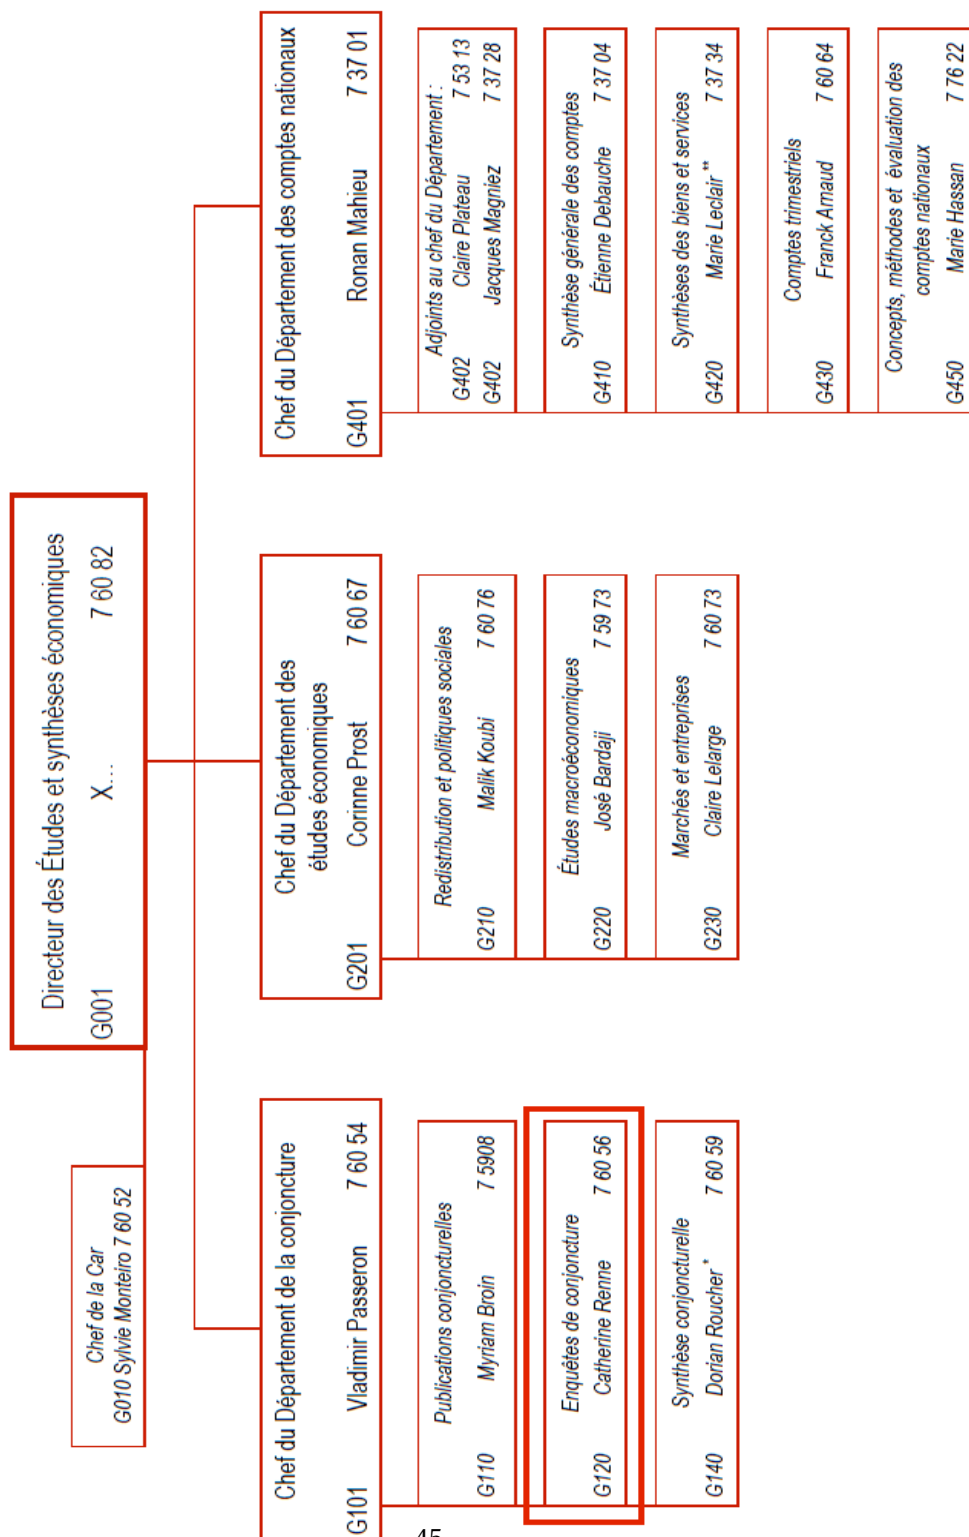 Directeur des Études et synthèses économiques
G001 X... 7 60 82
Chef de la Car
G010 Sylvie Monteiro 7 60 52
Chef du Département de la conjoncture
G101 Vladimir Passeron 7 60 54
Publications conjoncturelles
G110 Myriam Broin 7 5908
Enquêtes de conjoncture
G120 Catherine Renne 7 60 56
Synthèse conjoncturelle
G140 Dorian Roucher * 7 60 59
Chef du Département des
études économiques
G201 Corinne Prost 7 60 67
Redistribution et politiques sociales
G210 Malik Koubi 7 60 76
Études macroéconomiques
G220 José Bardaji 7 59 73
Marchés et entreprises
G230 Claire Lelarge 7 60 73
Chef du Département des comptes nationaux
G401 Ronan Mahieu 7 37 01
Adjoints au chef du Département :
G402 Claire Plateau 7 53 13
G402 Jacques Magniez 7 37 28
Synthèse générale des comptes
G410 Étienne Debauche 7 37 04
Synthèses des biens et services
G420 Marie Leclair ** 7 37 34
Comptes trimestriels
G430 Franck Arnaud 7 60 64
Concepts, méthodes et évaluation des
comptes nationaux
G450 Marie Hassan 7 76 22
45